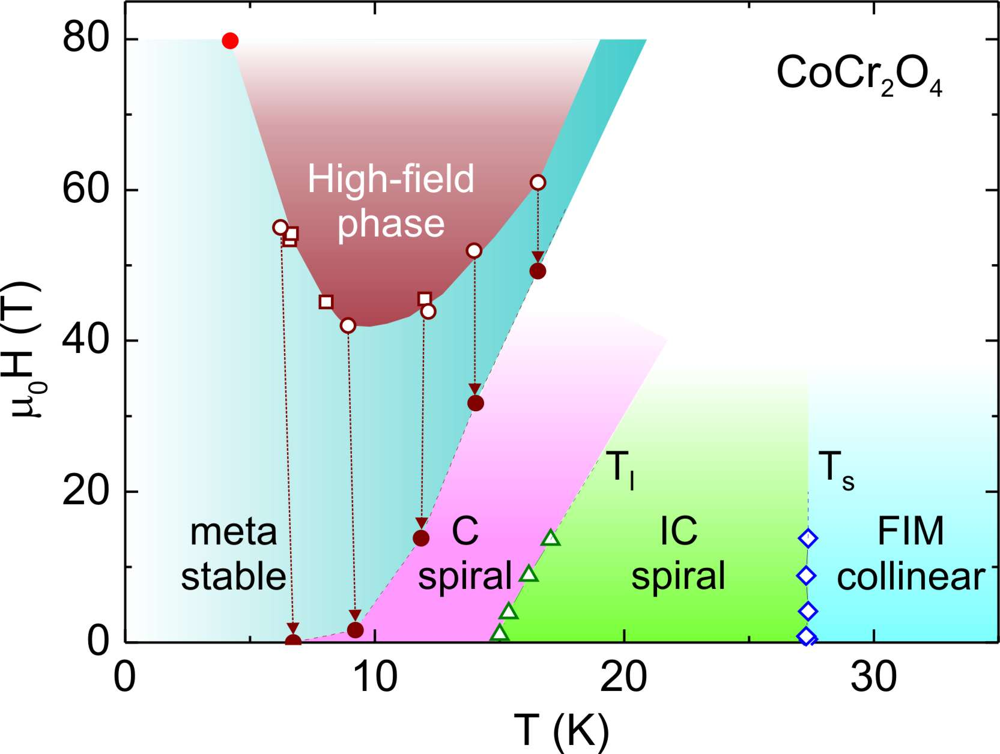 80
60
40
20
0
μ₀H (T)
CoCr₂O₄
High-field
phase
meta
stable
C
spiral
Tₗ
IC
spiral
Tₛ
FIM
collinear
0 10 20 30
T (K)